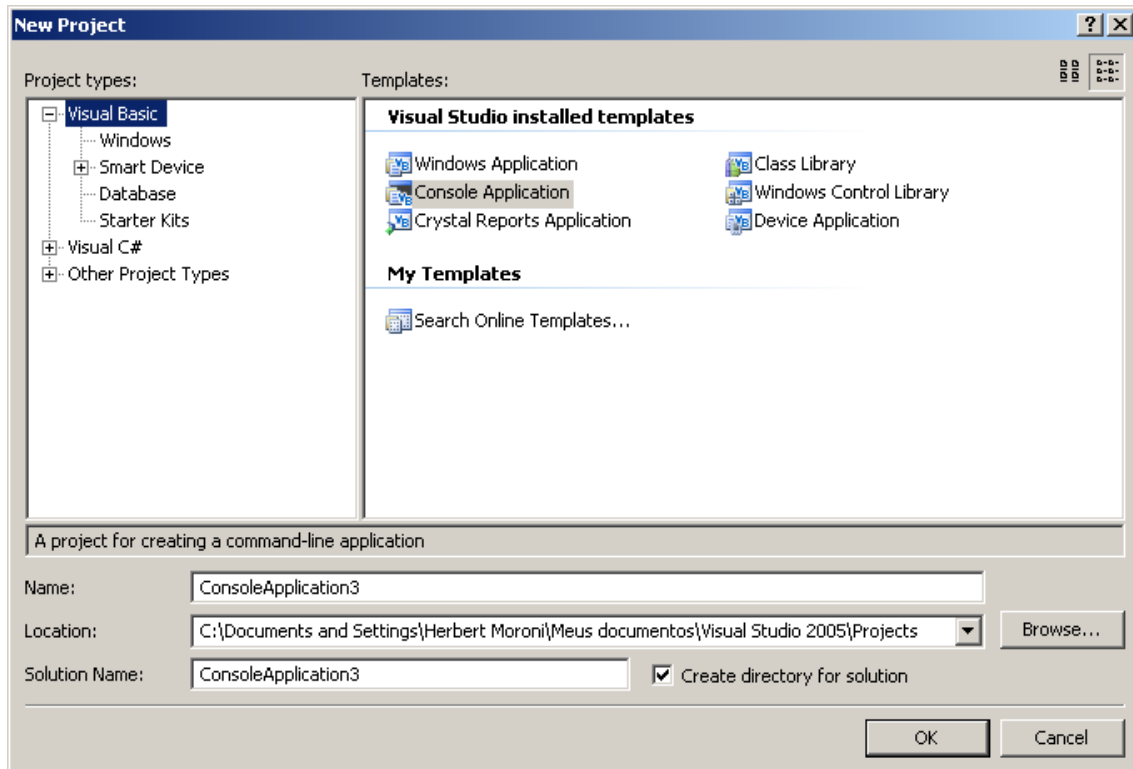 New Project
Project types:
Templates:
Visual Basic
Windows
Smart Device
Database
Starter Kits
Visual C#
Other Project Types
Visual Studio installed templates
Windows Application
Class Library
Console Application
Windows Control Library
Crystal Reports Application
Device Application
My Templates
Search Online Templates...
A project for creating a command-line application
Name: ConsoleApplication3
Location: C:\Documents and Settings\Herbert Moroni\Meus documentos\Visual Studio 2005\Projects Browse...
Solution Name: ConsoleApplication3 Create directory for solution
OK Cancel